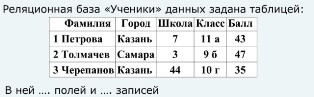 Реляционная база «Ученики» данных задана таблицей:
Фамилия Город Школа Класс Балл
1 Петрова Казань 7 11 а 43
2 Толмачев Самара 3 9 б 47
3 Черепанов Казань 44 10 г 35
В ней .... полей и .... записей